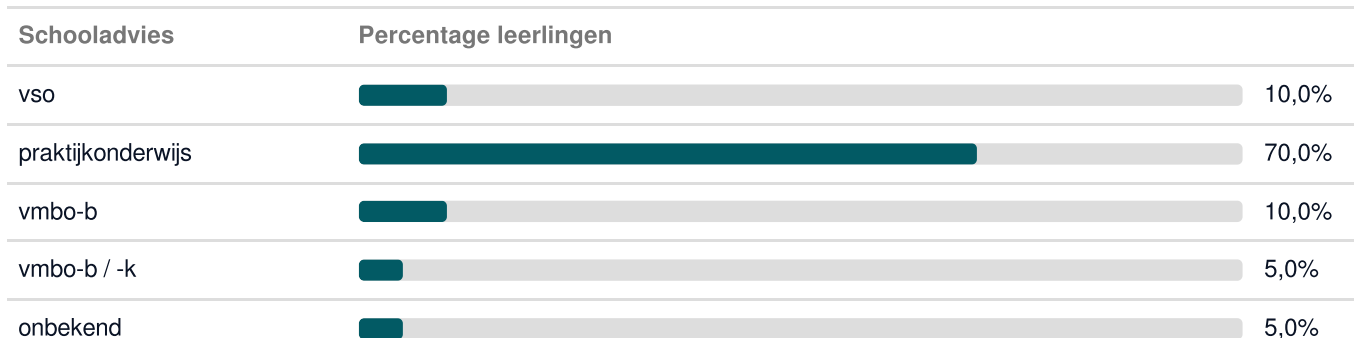 Schooladvies Percentage leerlingen
vso 10,0%
praktijkonderwijs 70,0%
vmbo-b 10,0%
vmbo-b / -k 5,0%
onbekend 5,0%